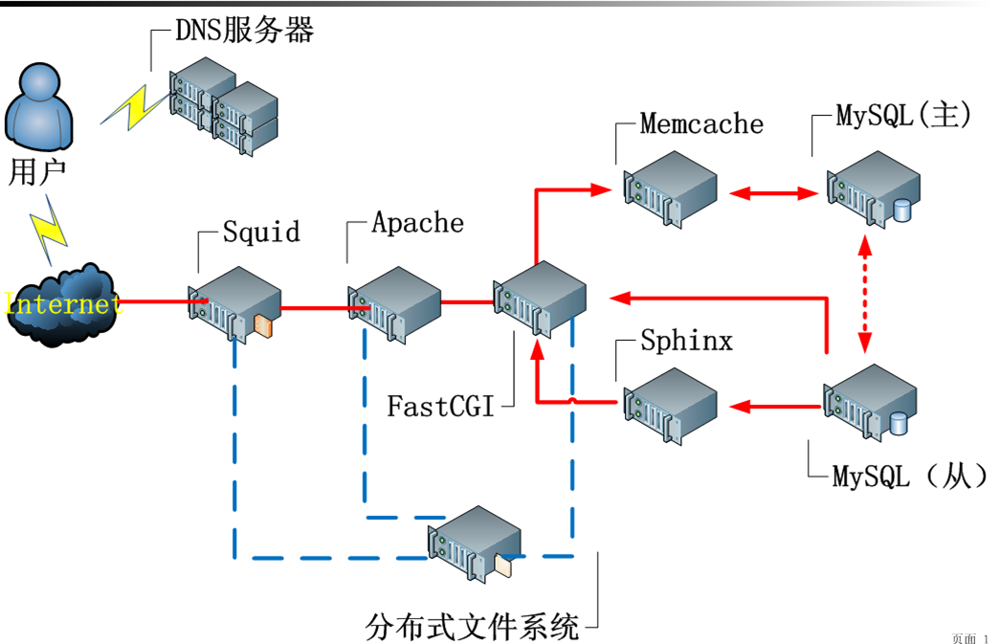 DNS服务器
用户
Memcache
MySQL(主)
Squid
Apache
Internet
Sphinx
FastCGI
MySQL（从）
分布式文件系统
页面 1